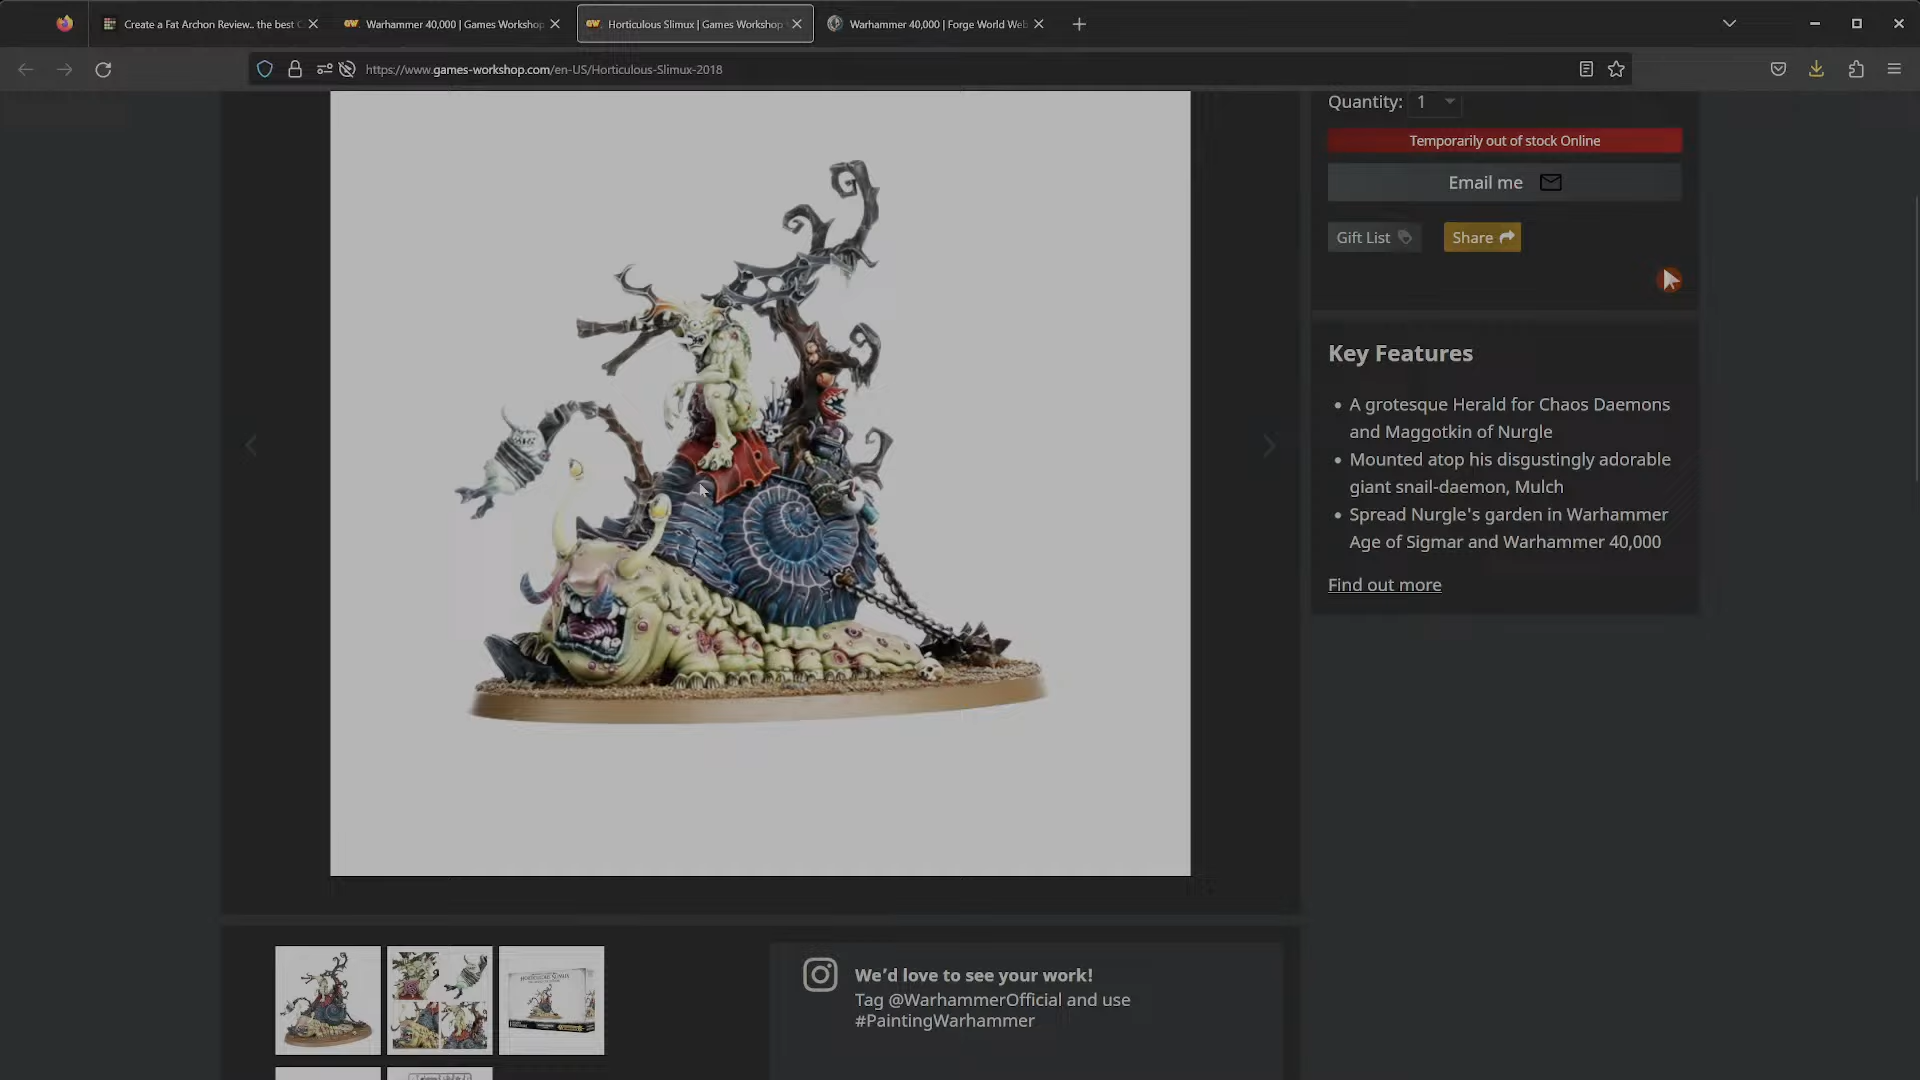 Create a Fat Archon Review.. the best
Warhammer 40,000 | Games Workshop
Horticulous Slimux | Games Workshop
Warhammer 40,000 | Forge World Web
https://www.games-workshop.com/en-US/Horticulous-Slimux-2018
Quantity: 1
Temporarily out of stock Online
Email me
Gift List
Share
Key Features
• A grotesque Herald for Chaos Daemons
and Maggotkin of Nurgle
• Mounted atop his disgustingly adorable
giant snail-daemon, Mulch
• Spread Nurgle's garden in Warhammer
Age of Sigmar and Warhammer 40,000
Find out more
We'd love to see your work!
Tag @WarhammerOfficial and use
#PaintingWarhammer